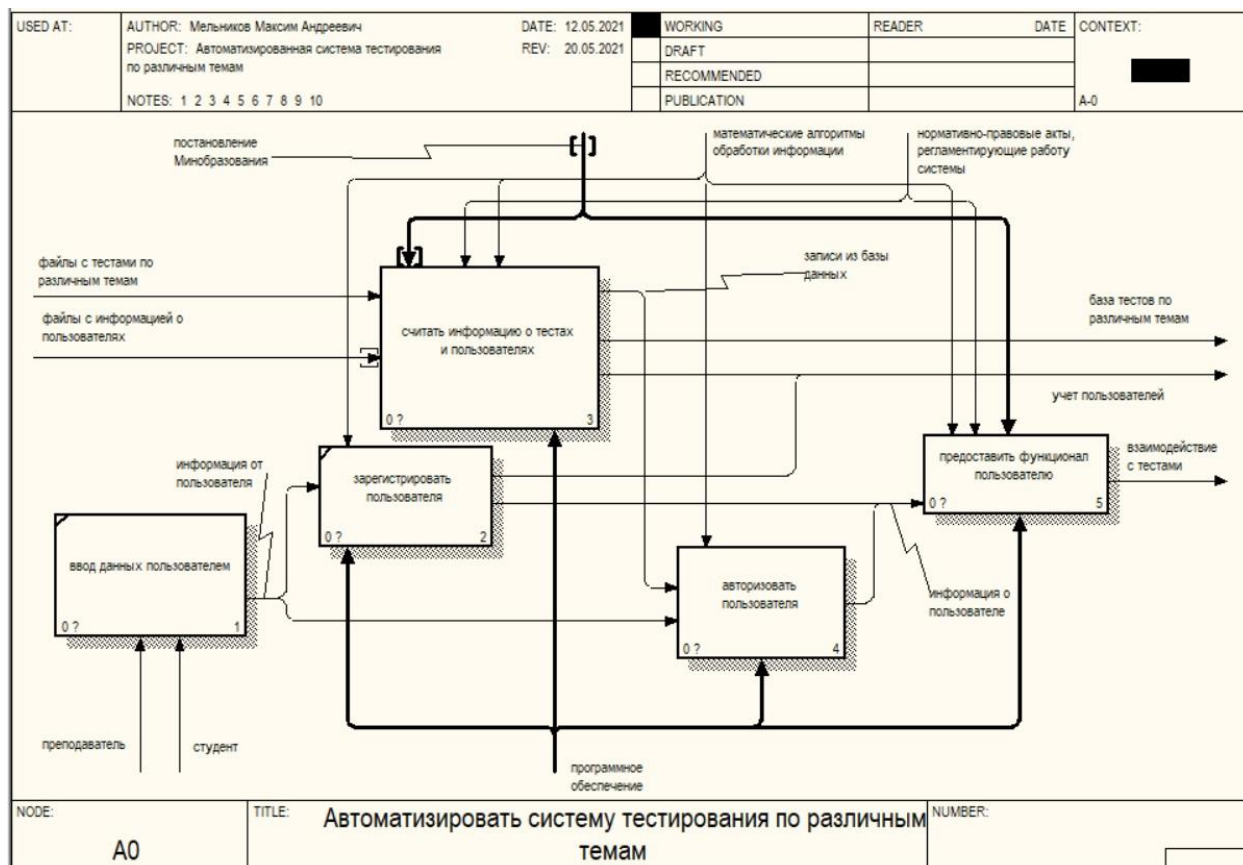 USED AT:
AUTHOR: Мельников Максим Андреевич
DATE: 12.05.2021
PROJECT: Автоматизированная система тестирования
REV: 20.05.2021
по различным темам
NOTES: 1 2 3 4 5 6 7 8 9 10
WORKING
DRAFT
RECOMMENDED
PUBLICATION
READER
DATE
CONTEXT:
A-0
постановление
Минобразования
математические алгоритмы
обработки информации
нормативно-правовые акты,
регламентирующие работу
системы
файлы с тестами по
различным темам
записи из базы
данных
файлы с информацией о
пользователях
считать информацию о тестах
и пользователях
0 ?
3
база тестов по
различным темам
учет пользователей
информация от
пользователя
зарегистрировать
пользователя
0 ?
2
предоставить функционал
пользователю
0 ?
5
взаимодействие
с тестами
ввод данных пользователем
0 ?
1
авторизовать
пользователя
0 ?
4
информация о
пользователе
преподаватель
студент
программное
обеспечение
NODE:
A0
TITLE:
Автоматизировать систему тестирования по различным
темам
NUMBER: